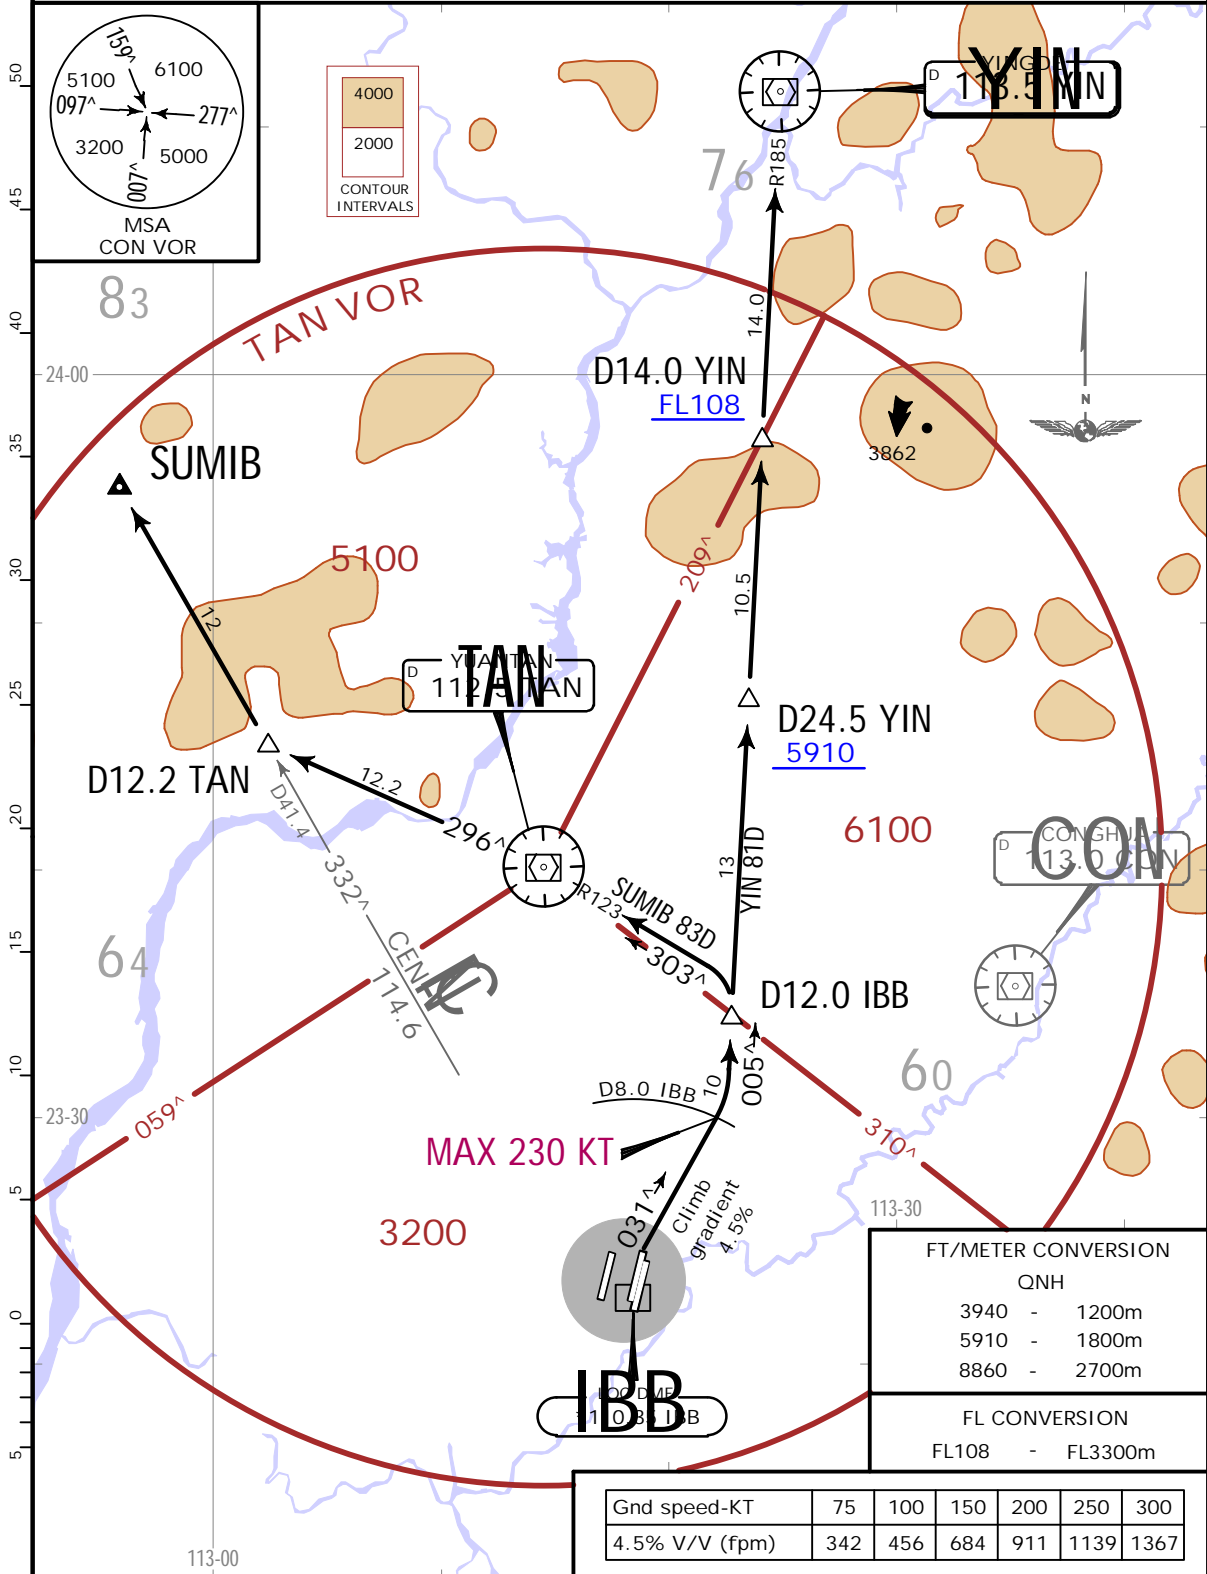 159^
5100
6100
097^
277^
3200
5000
007^
MSA
CON VOR
4000
2000
CONTOUR
INTERVALS
YIN
D
113.5 YIN
R185
76
83
TAN VOR
14.0
24-00
D14.0 YIN
FL108
N
3862
SUMIB
5100
209^
10.5
12
YUANTAN
TAN
D
112.5 TAN
D24.5 YIN
5910
D12.2 TAN
12.2
296^
D41.4
332^
6100
CONGHUA
CON
D
113.0 CON
13
YIN 81D
R123
SUMIB 83D
303^
64
114.6
D12.0 IBB
005^
10
D8.0 IBB
60
23-30
059^
310^
MAX 230 KT
031^
Climb
gradient
4.5%
3200
113-30
LOC DME
IBB
110.35 IBB
113-00
50
45
40
35
30
25
20
15
10
5
0
5
FT/METER CONVERSION
QNH
3940 - 1200m
5910 - 1800m
8860 - 2700m
FL CONVERSION
FL108 - FL3300m
Gnd speed-KT 75 100 150 200 250 300
4.5% V/V (fpm) 342 456 684 911 1139 1367